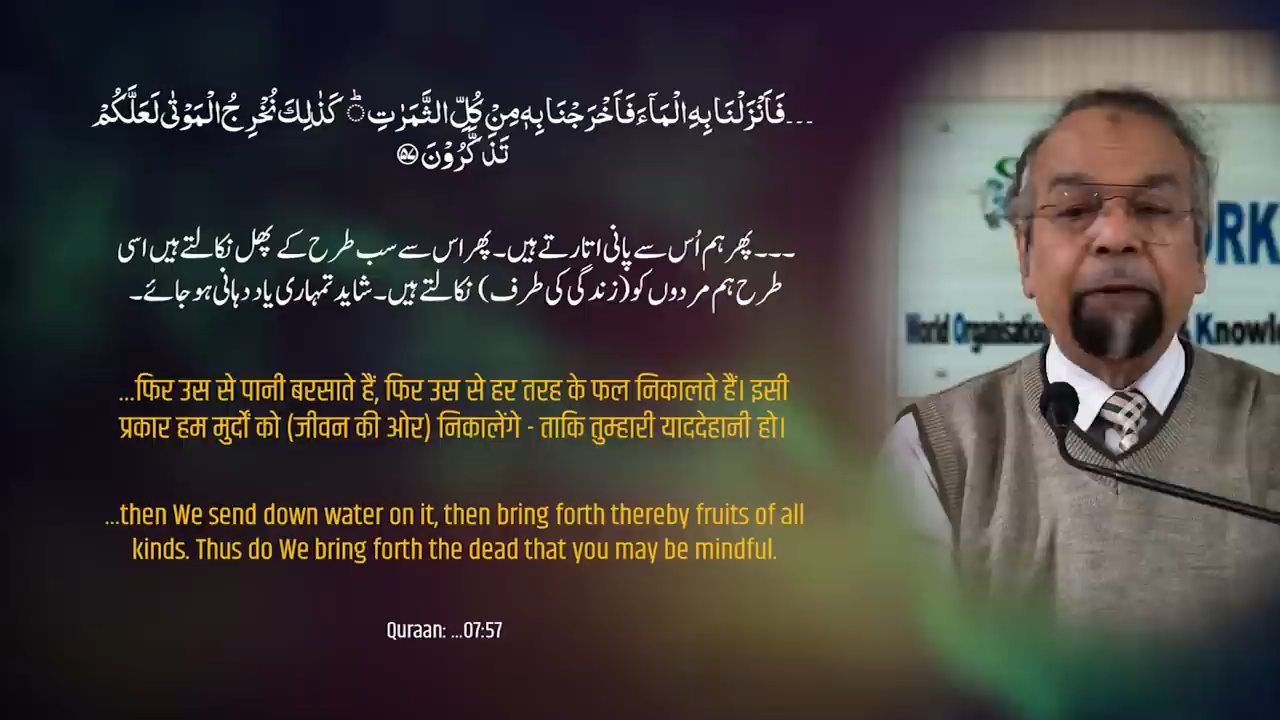 ...فَاَنْزَلْنَا بِهِ الْمَآءَ فَاَخْرَجْنَا بِهٖ مِنْ كُلِّ الثَّمَرٰتِ ؕ كَذٰلِكَ نُخْرِجُ الْمَوْتٰى لَعَلَّكُمْ
تَذَكَّرُوْنَ ﴿۵۷﴾
۔۔۔پھر ہم اُس سے پانی اتارتے ہیں۔ پھر اس سے سب طرح کے پھل نکالتے ہیں اسی
طرح ہم مردوں کو (زندگی کی طرف) نکالتے ہیں۔ شاید تمہاری یاد دہانی ہو جائے۔
...फिर उस से पानी बरसाते हैं, फिर उस से हर तरह के फल निकालते हैं। इसी
प्रकार हम मुर्दों को (जीवन की ओर) निकालेंगे - ताकि तुम्हारी याददेहानी हो।
...then We send down water on it, then bring forth thereby fruits of all
kinds. Thus do We bring forth the dead that you may be mindful.
Quraan: ...07:57
ORK
World Organisation
Knowl